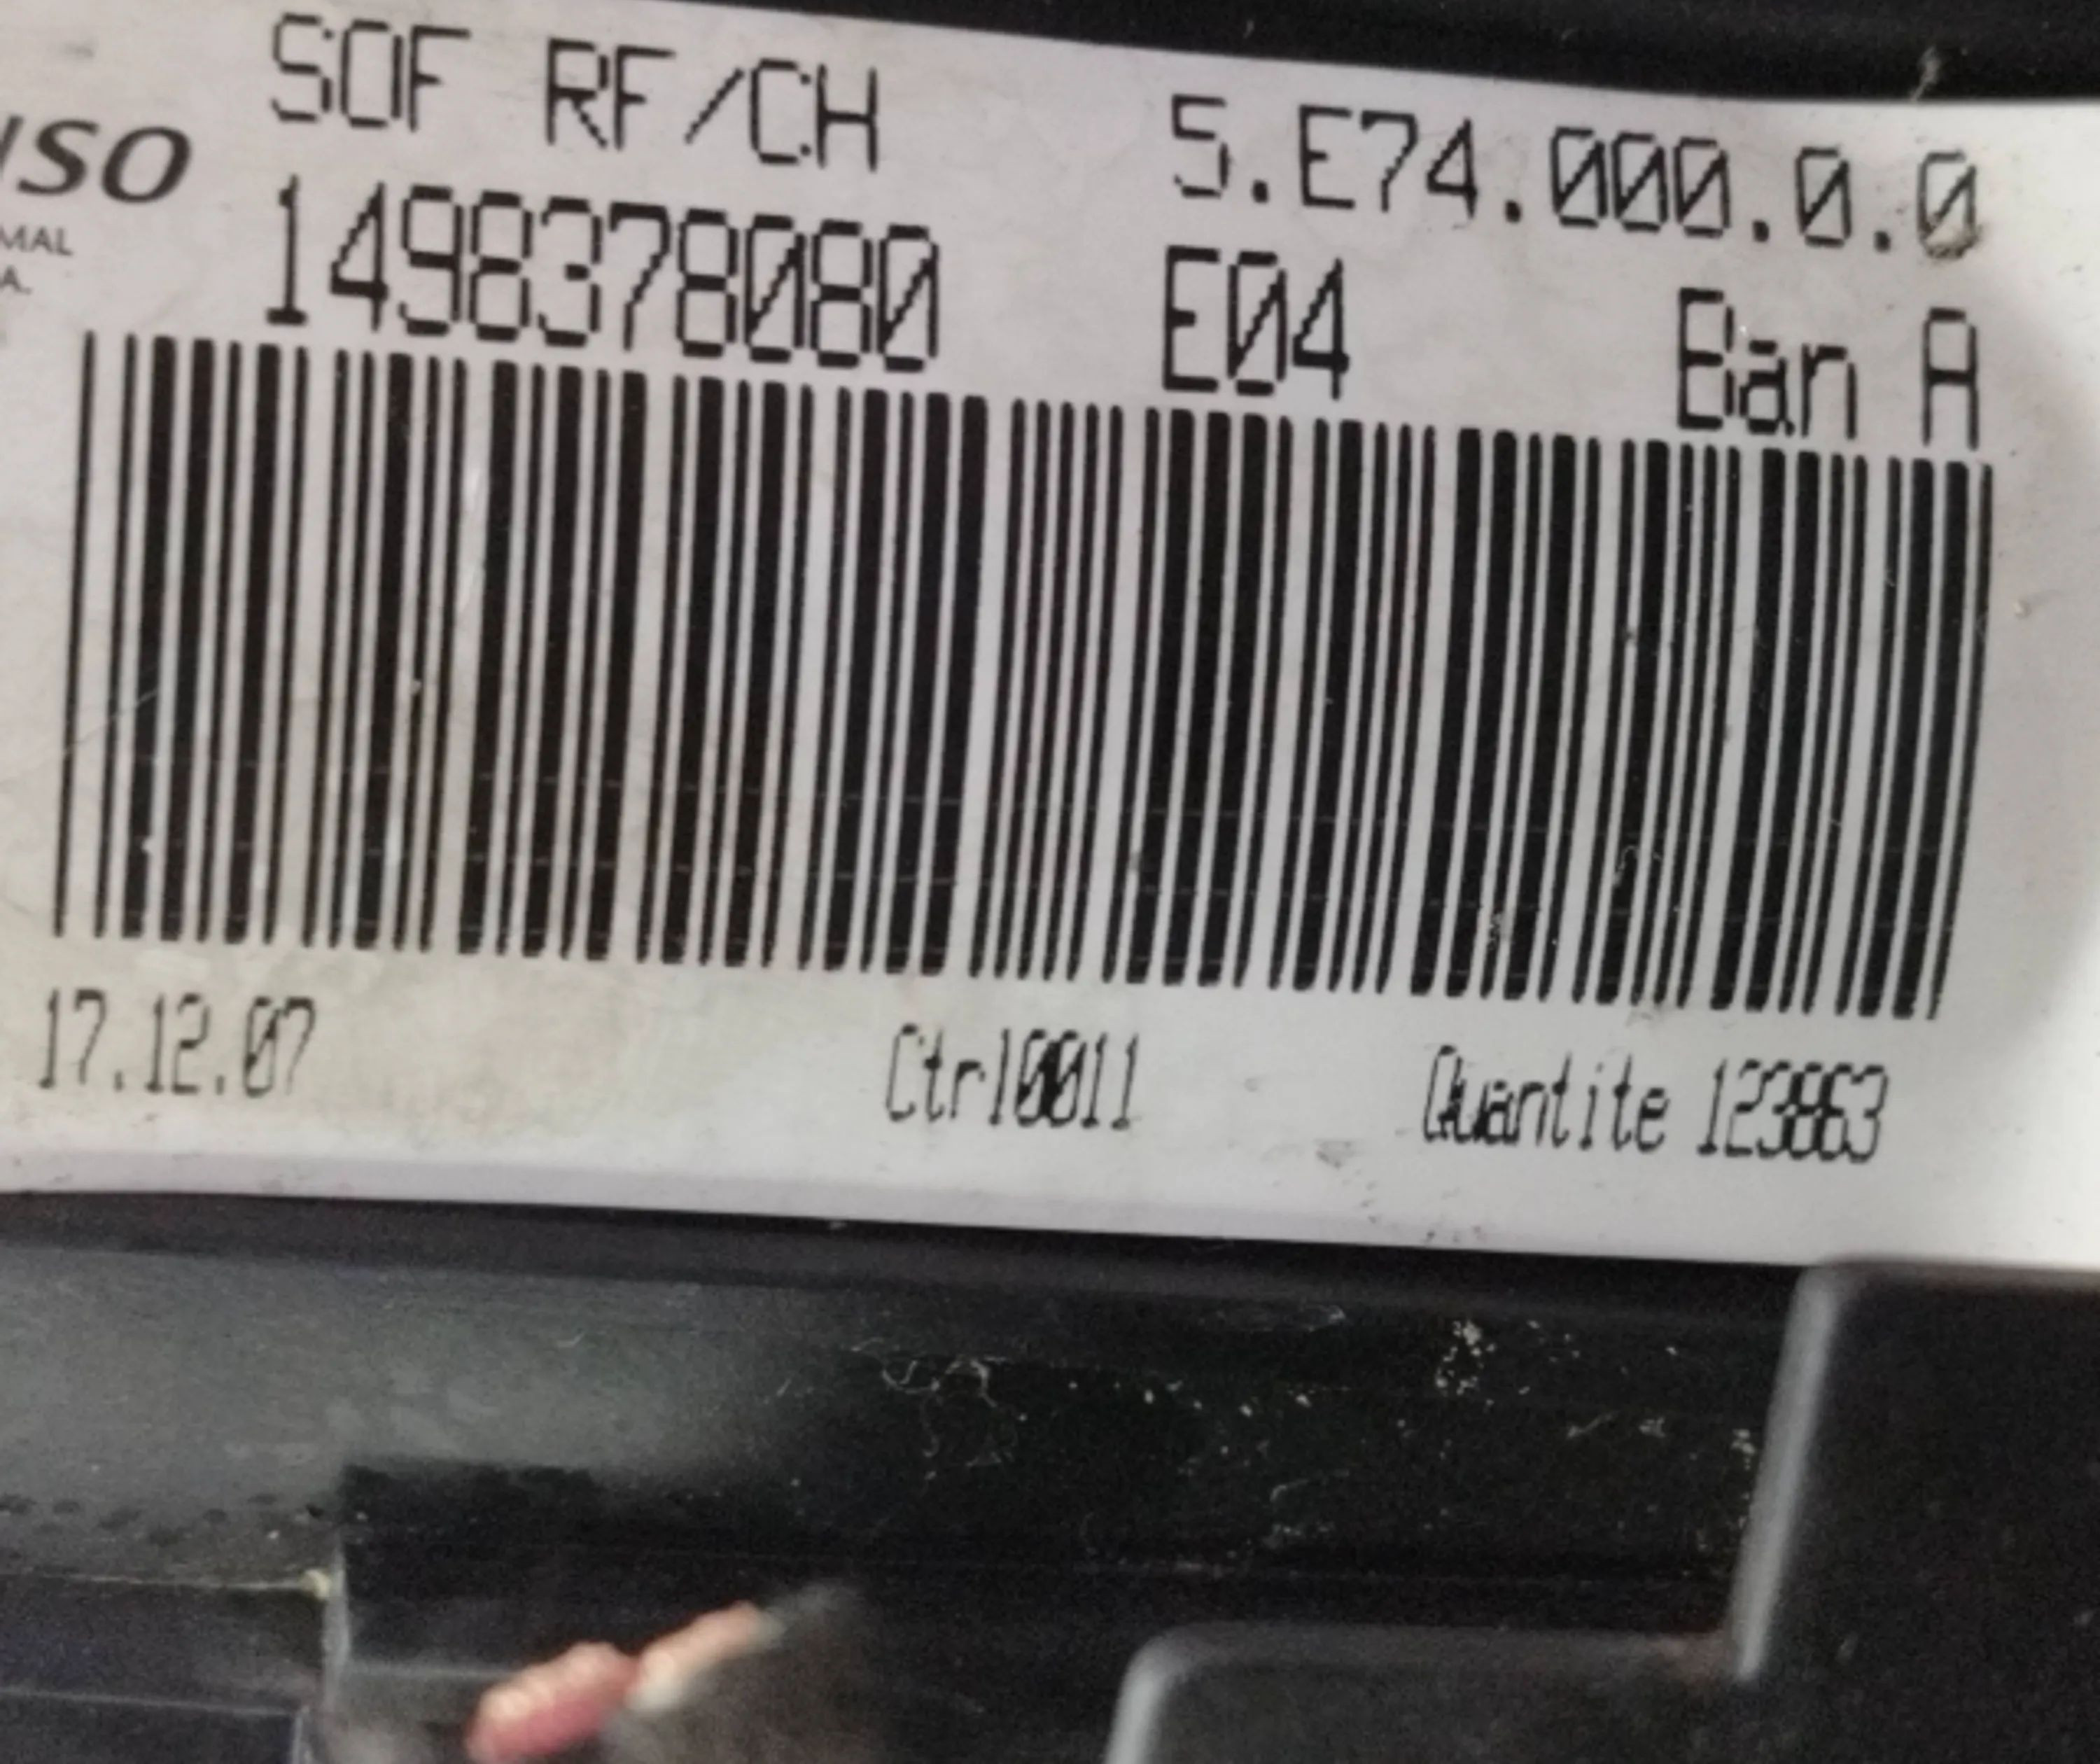 SOF RF/CH 5.E74.000.0.0
1498378080 E04 Ban A
17.12.07 Ctrl0011 Quantite 123863